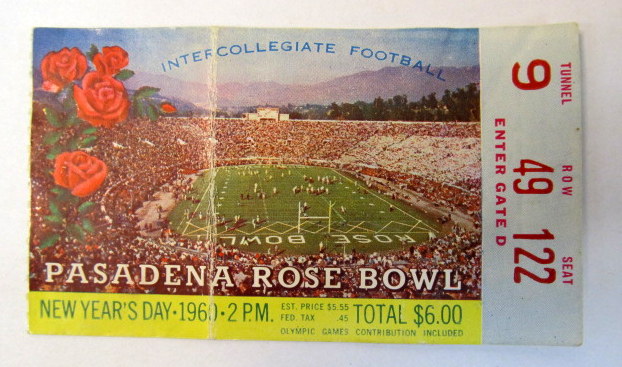 INTERCOLLEGIATE FOOTBALL
ROSE BOWL
PASADENA ROSE BOWL
NEW YEAR'S DAY · 1960 · 2 P.M.
EST. PRICE $5.55
FED. TAX .45
TOTAL $6.00
OLYMPIC GAMES CONTRIBUTION INCLUDED
TUNNEL 9
ROW 49
SEAT 122
ENTER GATE D